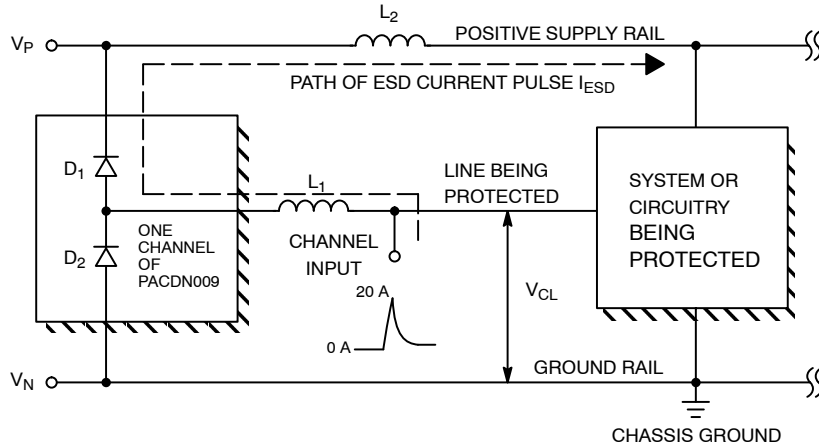 L2
VP
POSITIVE SUPPLY RAIL
PATH OF ESD CURRENT PULSE IESD
D1
L1
LINE BEING
PROTECTED
SYSTEM OR
CIRCUITRY
BEING
PROTECTED
ONE
CHANNEL
OF
PACDN009
D2
CHANNEL
INPUT
20 A
VCL
0 A
VN
GROUND RAIL
CHASSIS GROUND